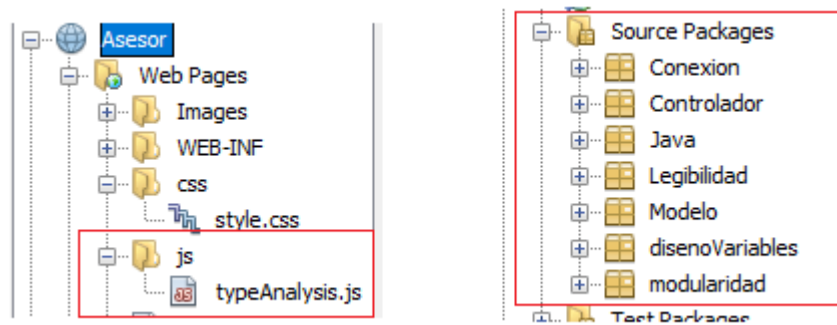 Asesor
Web Pages
Images
WEB-INF
css
style.css
js
typeAnalysis.js
Source Packages
Conexion
Controlador
Java
Legibilidad
Modelo
disenoVariables
modularidad
Test Packages